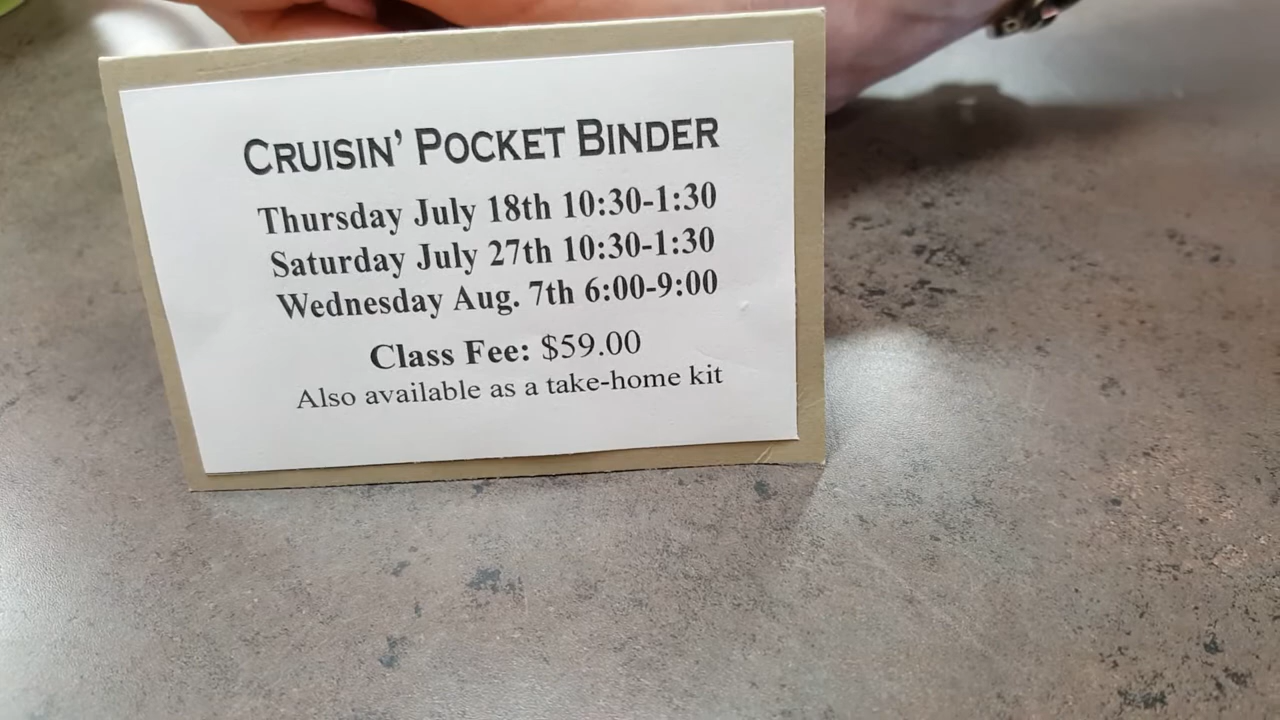 Cruisin' Pocket Binder
Thursday July 18th 10:30-1:30
Saturday July 27th 10:30-1:30
Wednesday Aug. 7th 6:00-9:00
Class Fee: $59.00
Also available as a take-home kit